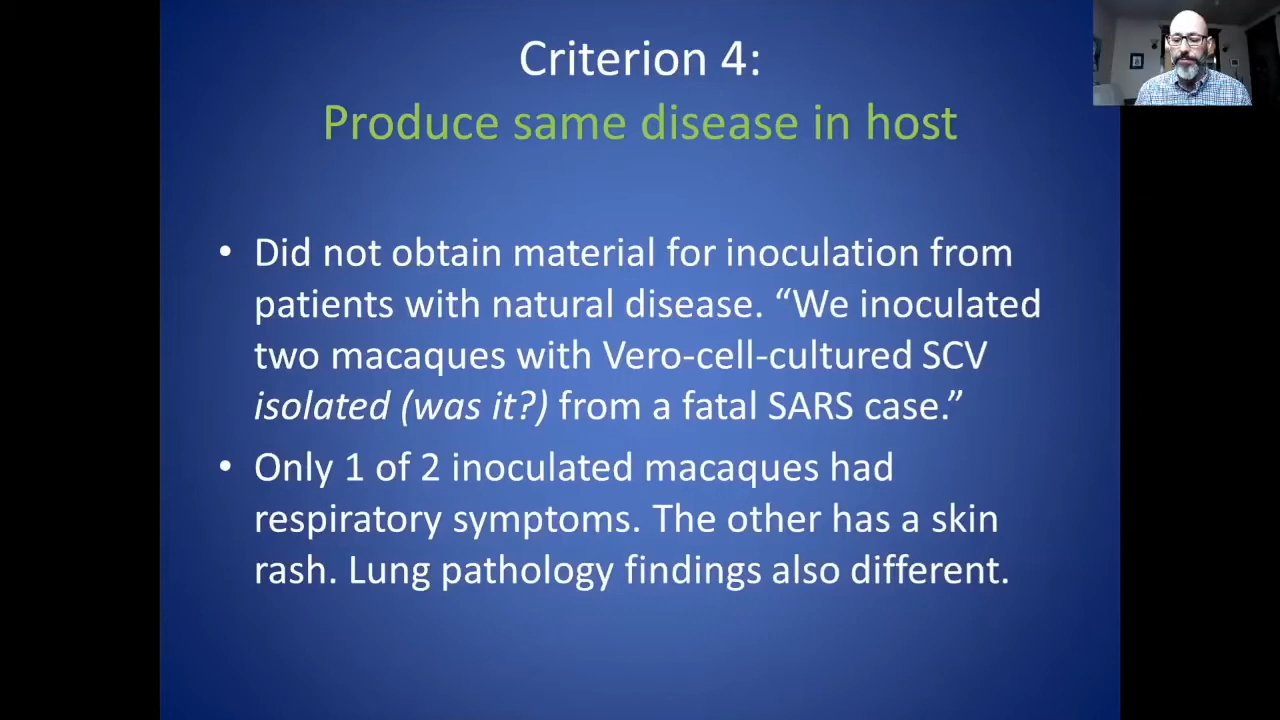 Criterion 4:
Produce same disease in host
• Did not obtain material for inoculation from
patients with natural disease. “We inoculated
two macaques with Vero-cell-cultured SCV
isolated (was it?) from a fatal SARS case.”
• Only 1 of 2 inoculated macaques had
respiratory symptoms. The other has a skin
rash. Lung pathology findings also different.